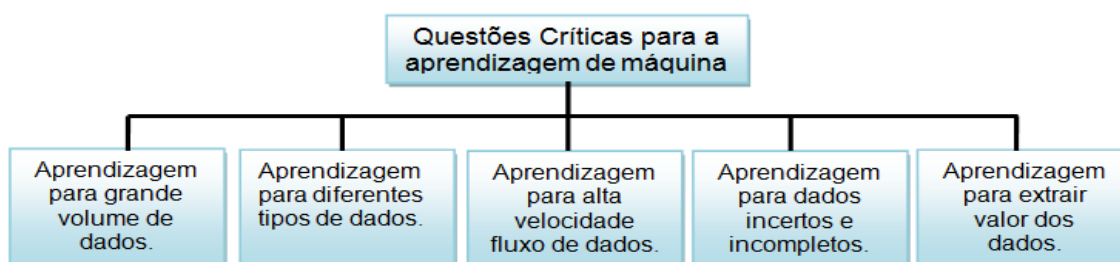 Questões Críticas para a
aprendizagem de máquina
Aprendizagem
para grande
volume de
dados.
Aprendizagem
para diferentes
tipos de dados.
Aprendizagem
para alta
velocidade
fluxo de dados.
Aprendizagem
para dados
incertos e
incompletos.
Aprendizagem
para extrair
valor dos
dados.